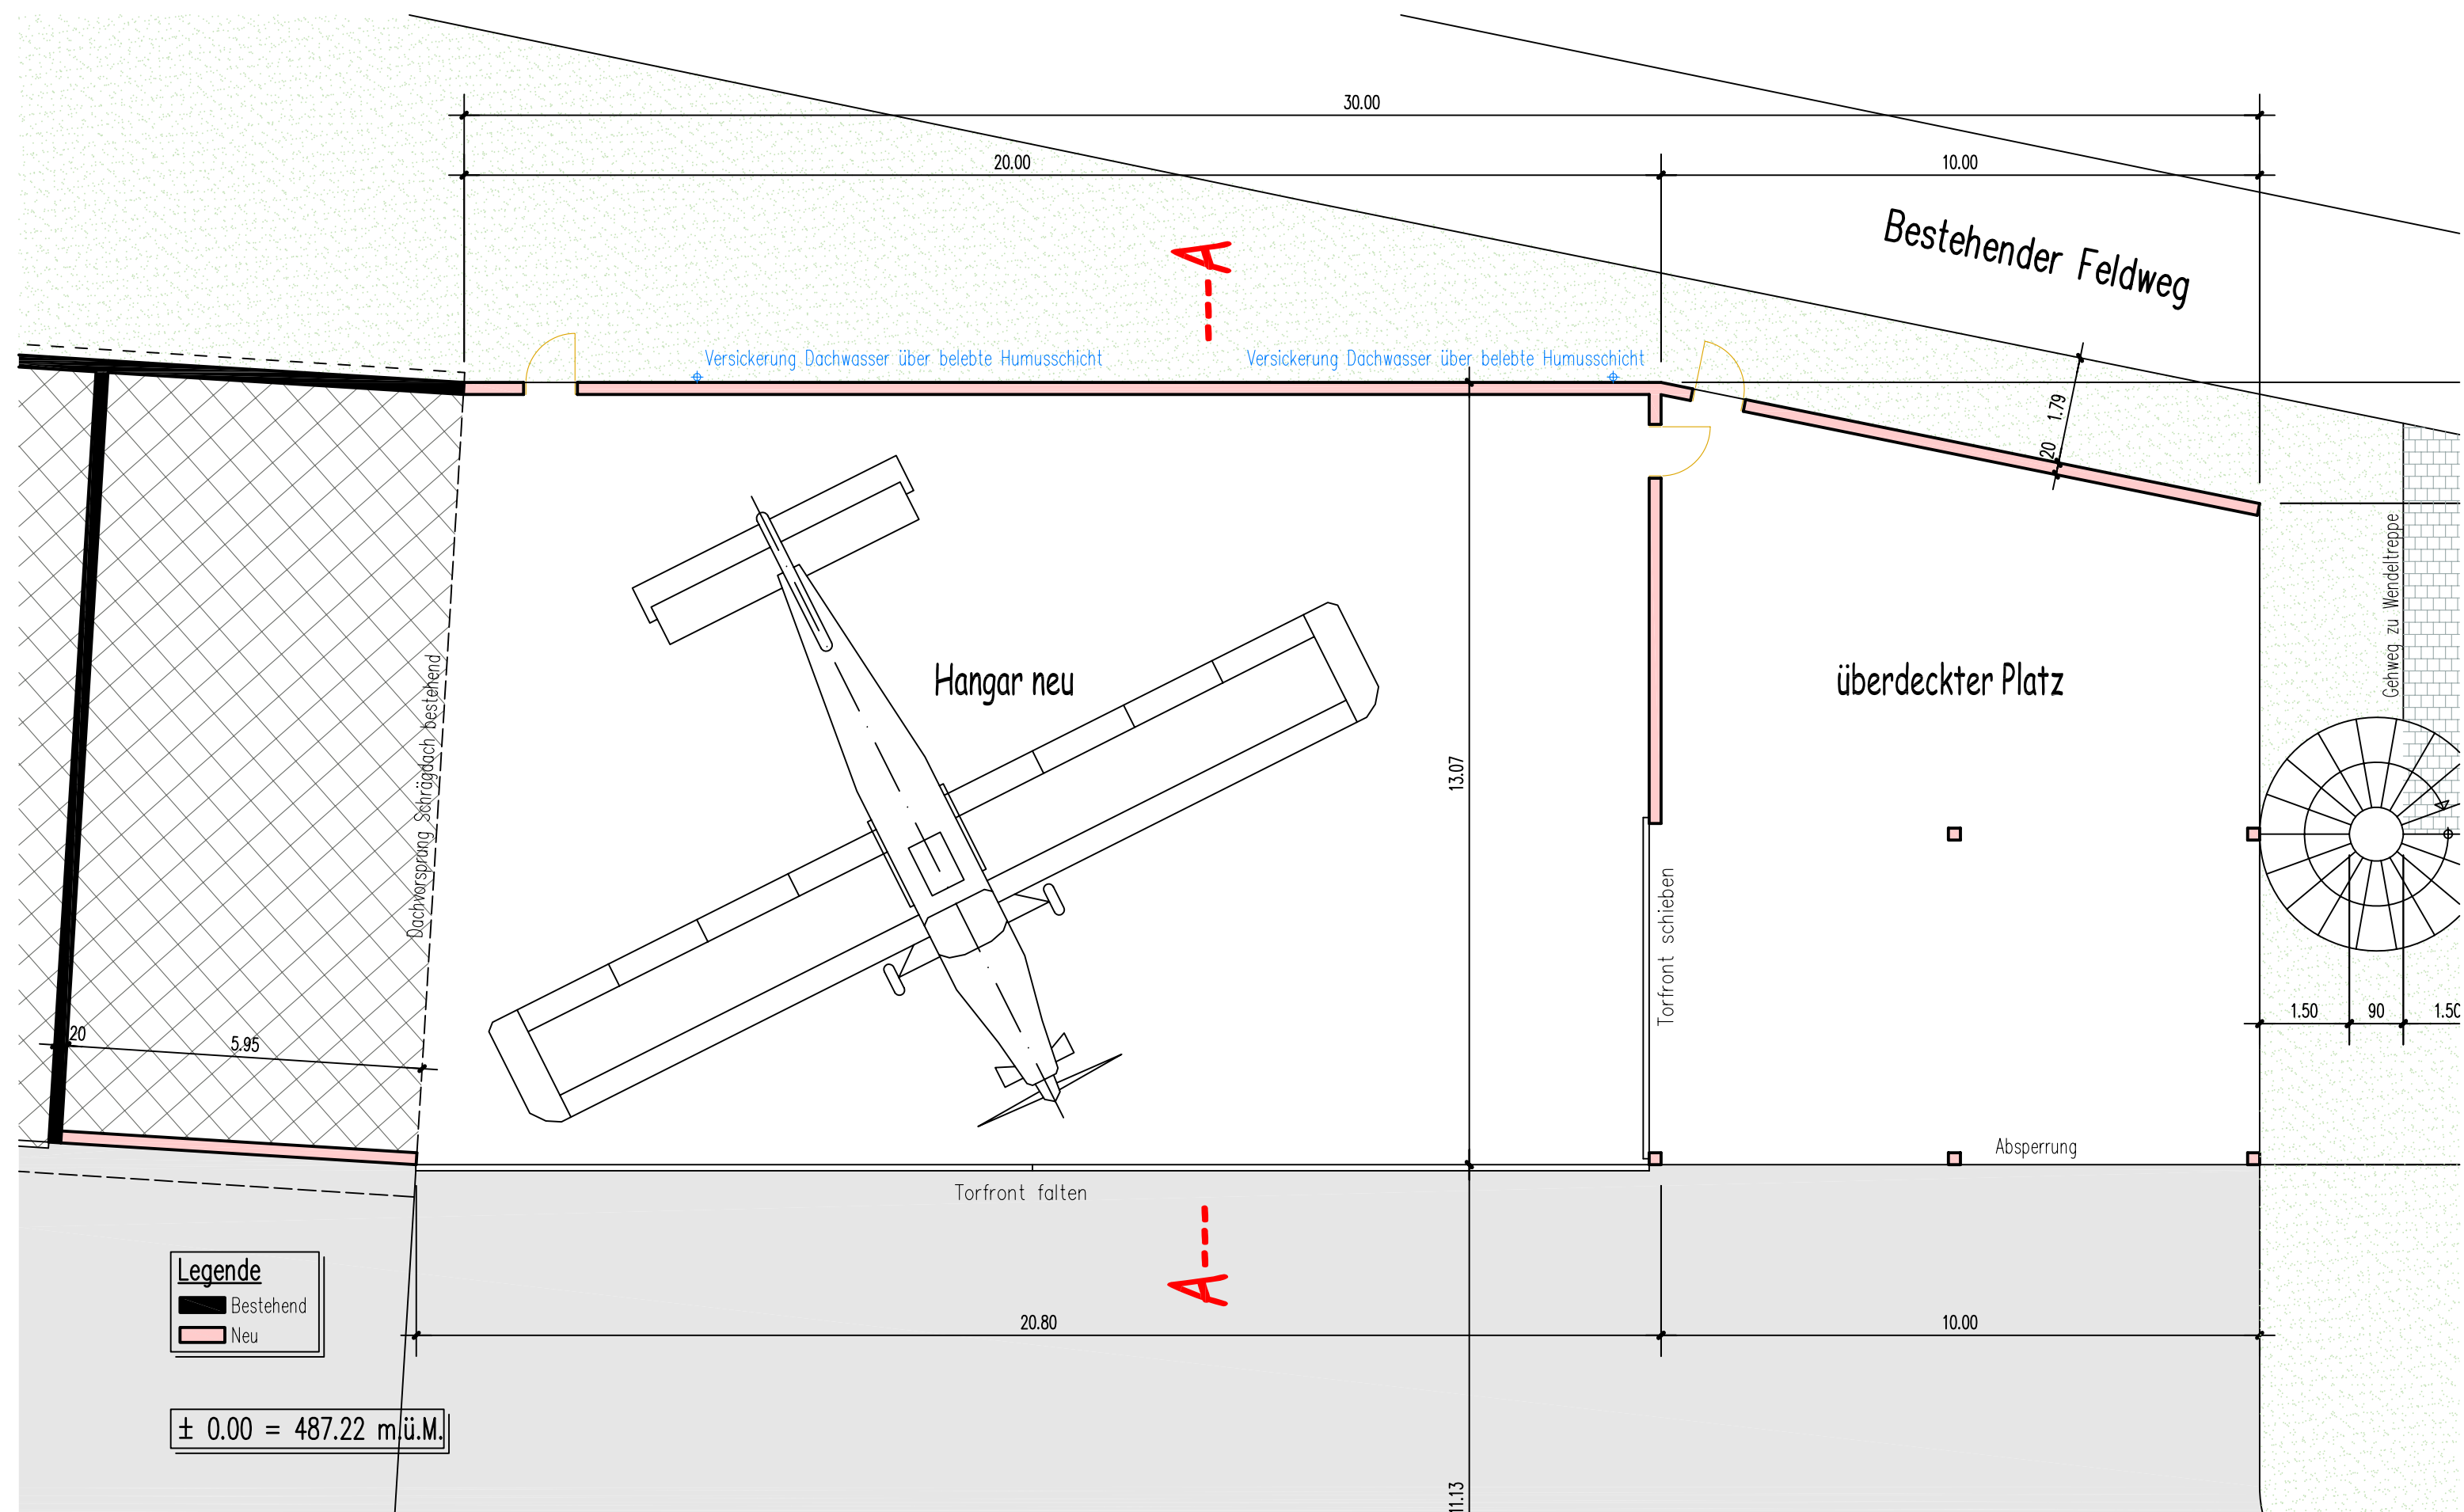 30.00
20.00
10.00
Bestehender Feldweg
A
Versickerung Dachwasser über belebte Humusschicht
Versickerung Dachwasser über belebte Humusschicht
1.79
20
Gehweg zu Wendeltreppe
Dachvorsprung Schrägdach bestehend
Hangar neu
überdeckter Platz
13.07
Torfront schieben
20
5.95
1.50
90
1.50
Absperrung
Torfront falten
A
Legende
Bestehend
Neu
20.80
10.00
± 0.00 = 487.22 m.ü.M.
11.13